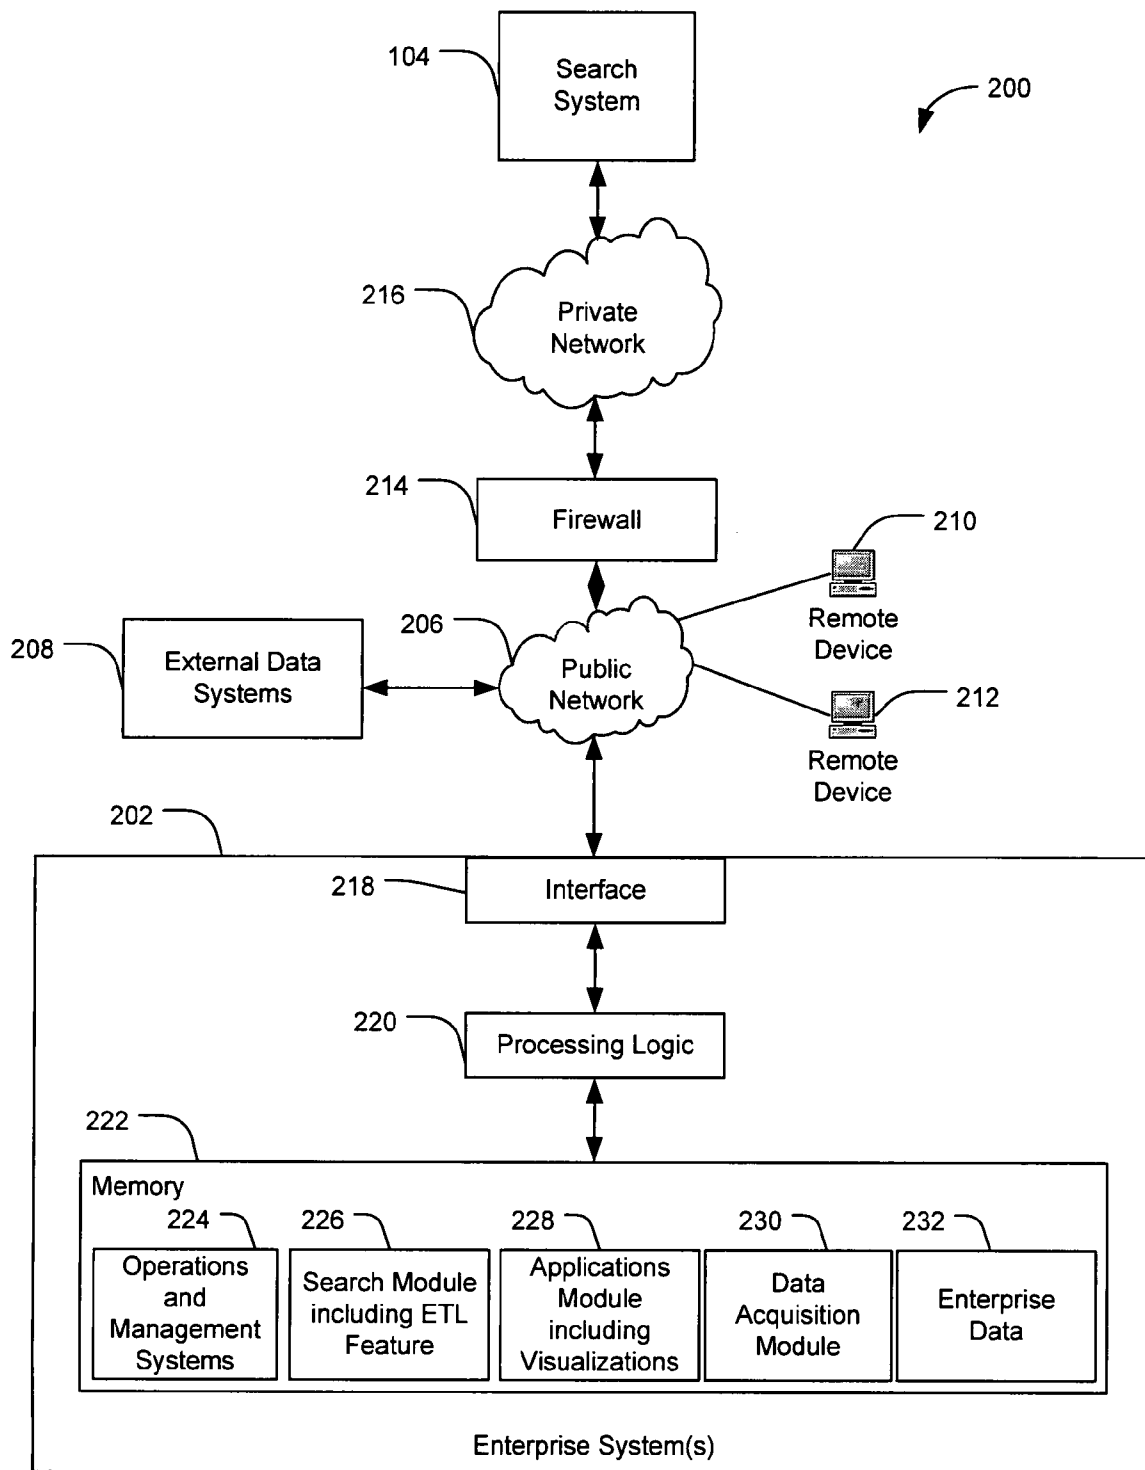 104
Search
System
200
216
Private
Network
214
Firewall
210
Remote
Device
206
208
External Data
Systems
Public
Network
212
Remote
Device
202
218
Interface
220
Processing Logic
222
Memory
224
Operations
and
Management
Systems
226
Search Module
including ETL
Feature
228
Applications
Module
including
Visualizations
230
Data
Acquisition
Module
232
Enterprise
Data
Enterprise System(s)